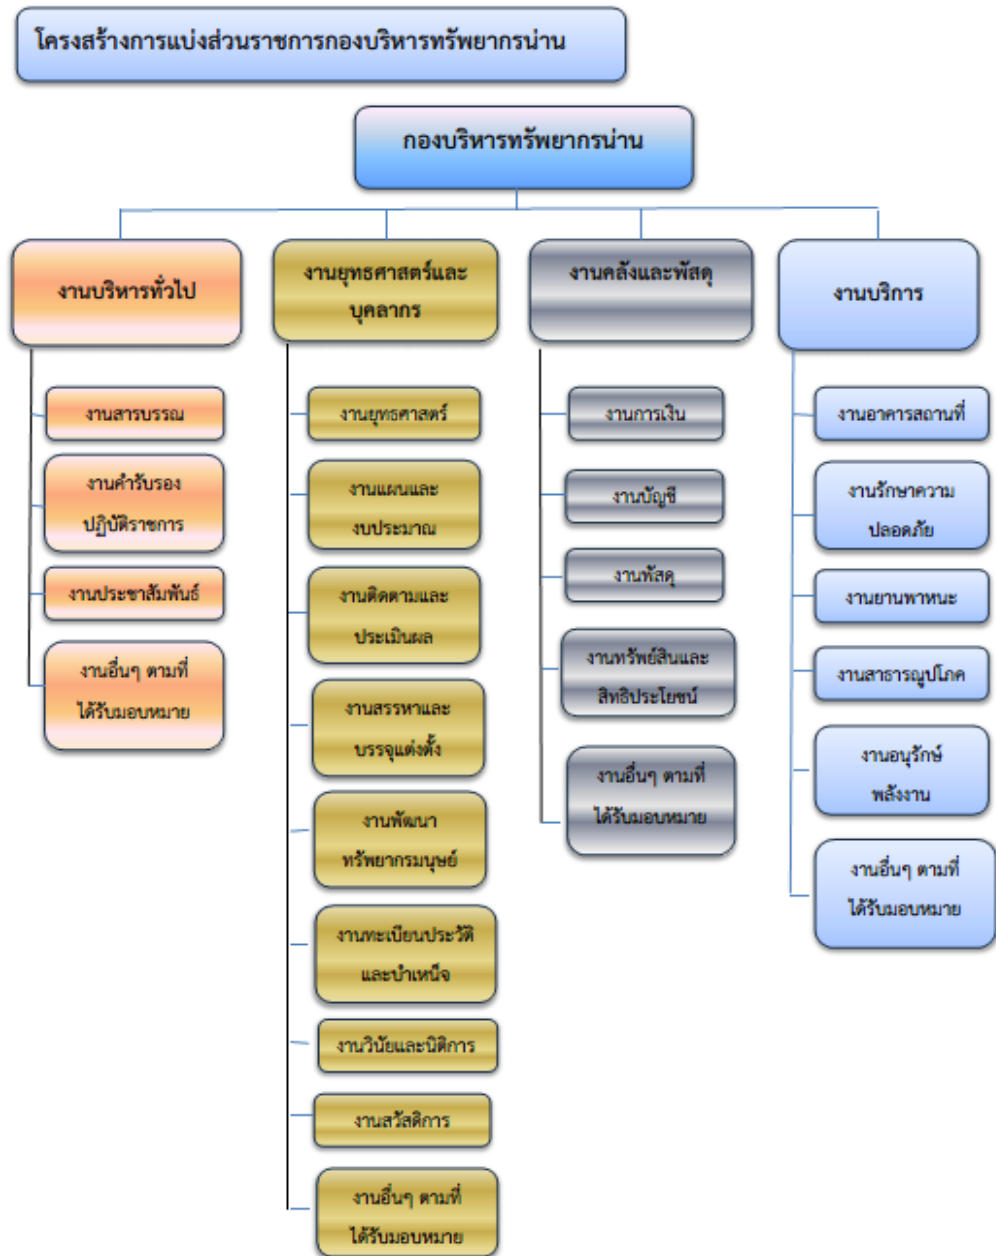 โครงสร้างการแบ่งส่วนราชการกองบริหารทรัพยากรน่าน
กองบริหารทรัพยากรน่าน
งานบริหารทั่วไป
งานสารบรรณ
งานคำรับรอง
ปฏิบัติราชการ
งานประชาสัมพันธ์
งานอื่นๆ ตามที่
ได้รับมอบหมาย
งานยุทธศาสตร์และ
บุคลากร
งานยุทธศาสตร์
งานแผนและ
งบประมาณ
งานติดตามและ
ประเมินผล
งานสรรหาและ
บรรจุแต่งตั้ง
งานพัฒนา
ทรัพยากรมนุษย์
งานทะเบียนประวัติ
และบำเหน็จ
งานวินัยและนิติการ
งานสวัสดิการ
งานอื่นๆ ตามที่
ได้รับมอบหมาย
งานคลังและพัสดุ
งานการเงิน
งานบัญชี
งานพัสดุ
งานทรัพย์สินและ
สิทธิประโยชน์
งานอื่นๆ ตามที่
ได้รับมอบหมาย
งานบริการ
งานอาคารสถานที่
งานรักษาความ
ปลอดภัย
งานยานพาหนะ
งานสาธารณูปโภค
งานอนุรักษ์
พลังงาน
งานอื่นๆ ตามที่
ได้รับมอบหมาย